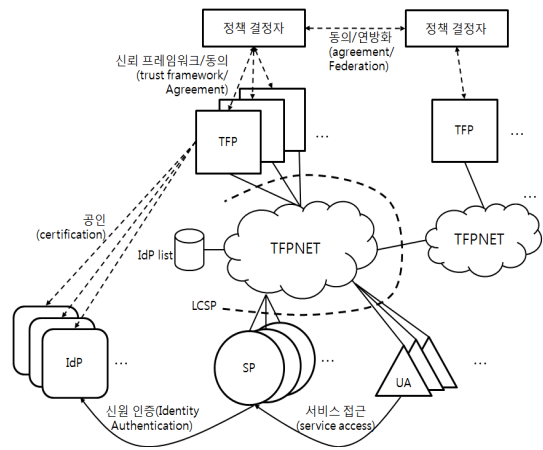 정책 결정자
정책 결정자
동의/연방화
(agreement/
Federation)
신뢰 프레임워크/동의
(trust framework/
Agreement)
TFP
...
TFP
...
...
공인
(certification)
IdP list
TFPNET
TFPNET
LCSP
IdP
...
SP
...
UA
...
신원 인증(Identity
Authentication)
서비스 접근
(service access)